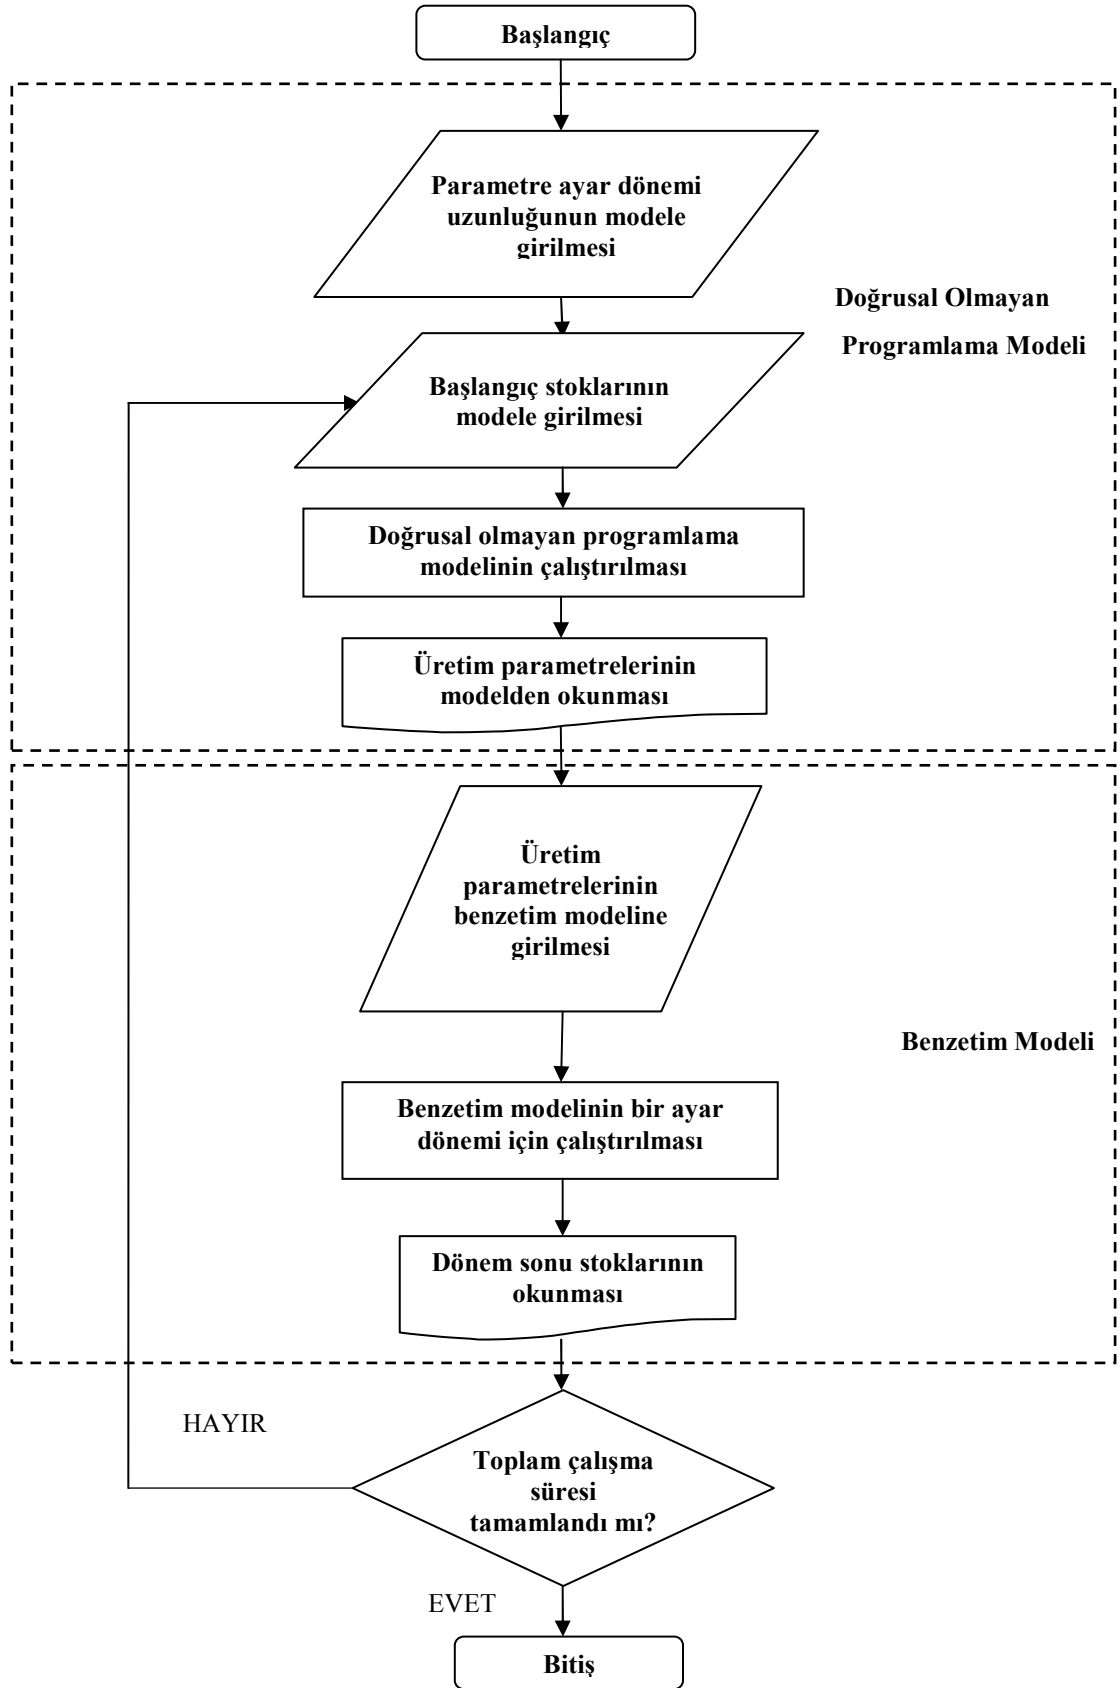 Başlangıç
Parametre ayar dönemi
uzunluğunun modele
girilmesi
Doğrusal Olmayan
Programlama Modeli
Başlangıç stoklarının
modele girilmesi
Doğrusal olmayan programlama
modelinin çalıştırılması
Üretim parametrelerinin
modelden okunması
Üretim
parametrelerinin
benzetim modeline
girilmesi
Benzetim Modeli
Benzetim modelinin bir ayar
dönemi için çalıştırılması
Dönem sonu stoklarının
okunması
HAYIR
Toplam çalışma
süresi
tamamlandı mı?
EVET
Bitiş